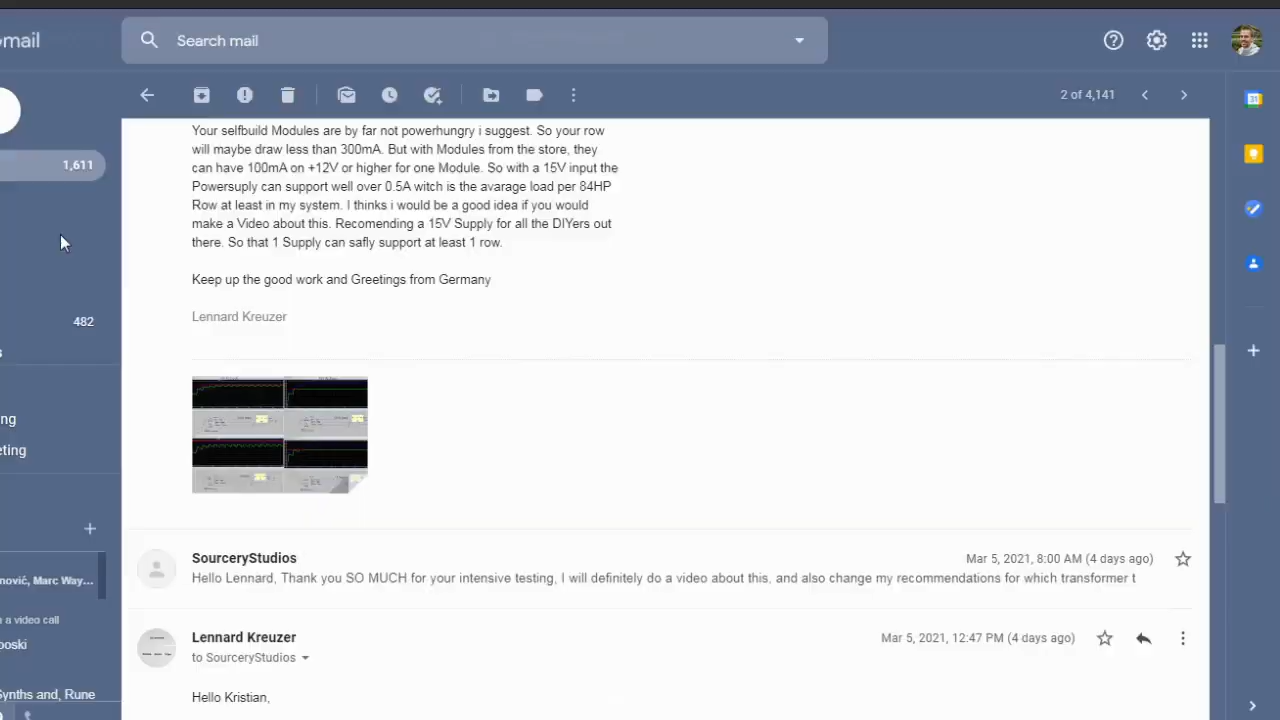 mail
Search mail
2 of 4,141
1,611
482
ng
eting
nović, Marc Way...
a video call
Synths and, Rune
Your selfbuild Modules are by far not powerhungry i suggest. So your row
will maybe draw less than 300mA. But with Modules from the store, they
can have 100mA on +12V or higher for one Module. So with a 15V input the
Powersuply can support well over 0.5A witch is the avarage load per 84HP
Row at least in my system. I thinks i would be a good idea if you would
make a Video about this. Recomending a 15V Supply for all the DIYers out
there. So that 1 Supply can safly support at least 1 row.
Keep up the good work and Greetings from Germany
Lennard Kreuzer
SourceryStudios
Mar 5, 2021, 8:00 AM (4 days ago)
Hello Lennard, Thank you SO MUCH for your intensive testing, I will definitely do a video about this, and also change my recommendations for which transformer t
Lennard Kreuzer
Mar 5, 2021, 12:47 PM (4 days ago)
to SourceryStudios
Hello Kristian,